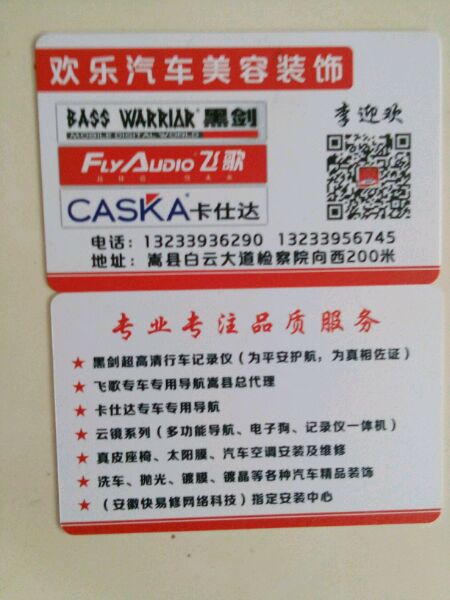 欢乐汽车美容装饰
BASS WARRIAR 黑剑
MOBILE DIGITAL WORLD
李迎欢
FLYAUDIO 飞歌
CASKA 卡仕达
电话：13233936290 13233956745
地址：嵩县白云大道检察院向西200米
专业专注品质服务
★ 黑剑超高清行车记录仪（为平安护航，为真相佐证）
★ 飞歌专车专用导航嵩县总代理
★ 卡仕达专车专用导航
★ 云镜系列（多功能导航、电子狗、记录仪一体机）
★ 真皮座椅、太阳膜、汽车空调安装及维修
★ 洗车、抛光、镀膜、镀晶等各种汽车精品装饰
★ （安徽快易修网络科技）指定安装中心